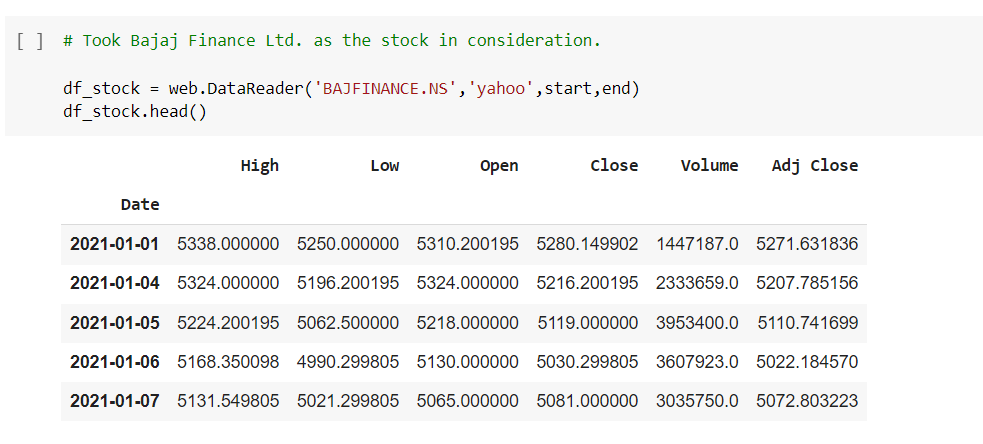 [ ] # Took Bajaj Finance Ltd. as the stock in consideration.
df_stock = web.DataReader('BAJFINANCE.NS','yahoo',start,end)
df_stock.head()
High Low Open Close Volume Adj Close
Date
2021-01-01 5338.000000 5250.000000 5310.200195 5280.149902 1447187.0 5271.631836
2021-01-04 5324.000000 5196.200195 5324.000000 5216.200195 2333659.0 5207.785156
2021-01-05 5224.200195 5062.500000 5218.000000 5119.000000 3953400.0 5110.741699
2021-01-06 5168.350098 4990.299805 5130.000000 5030.299805 3607923.0 5022.184570
2021-01-07 5131.549805 5021.299805 5065.000000 5081.000000 3035750.0 5072.803223